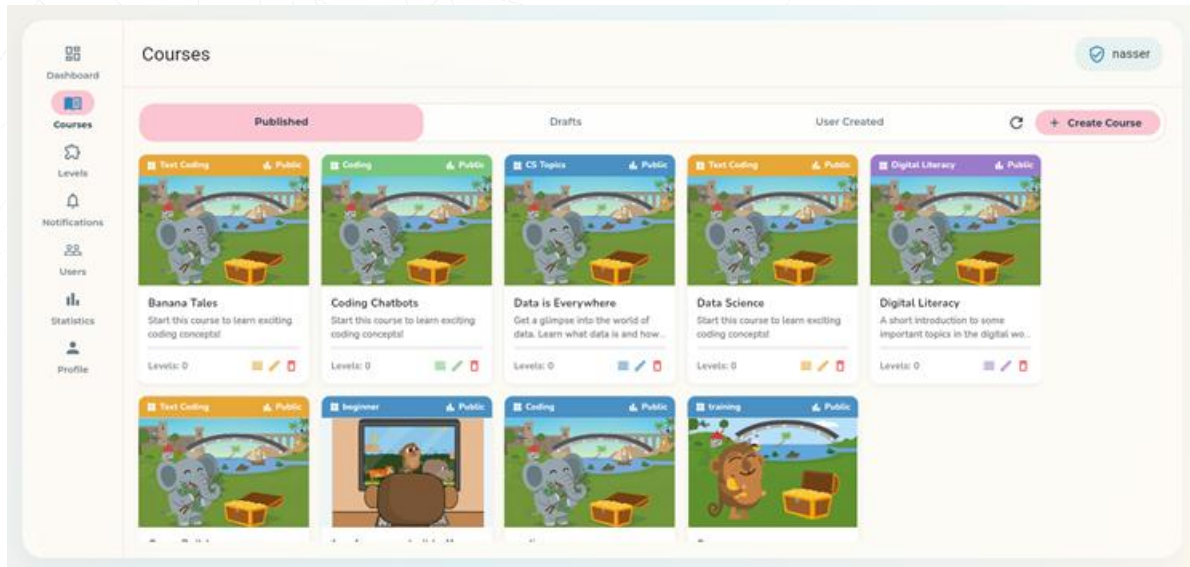 Dashboard
Courses
Levels
Notifications
Users
Statistics
Profile
Courses
nasser
Published
Drafts
User Created
+ Create Course
Text Coding Public
Banana Tales
Start this course to learn exciting
coding concepts!
Levels: 0
Coding Public
Coding Chatbots
Start this course to learn exciting
coding concepts!
Levels: 0
CS Topics Public
Data is Everywhere
Get a glimpse into the world of
data. Learn what data is and how...
Levels: 0
Text Coding Public
Data Science
Start this course to learn exciting
coding concepts!
Levels: 0
Digital Literacy Public
Digital Literacy
A short introduction to some
important topics in the digital wo...
Levels: 0
Text Coding Public
beginner Public
Coding Public
training Public